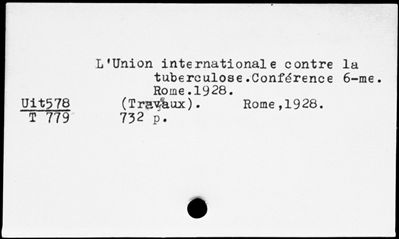 L'Union internationale contre la
tuberculose.Conférence 6-me.
Rome.1928.
Uit578 (Travaux). Rome,1928.
T 779 732 p.